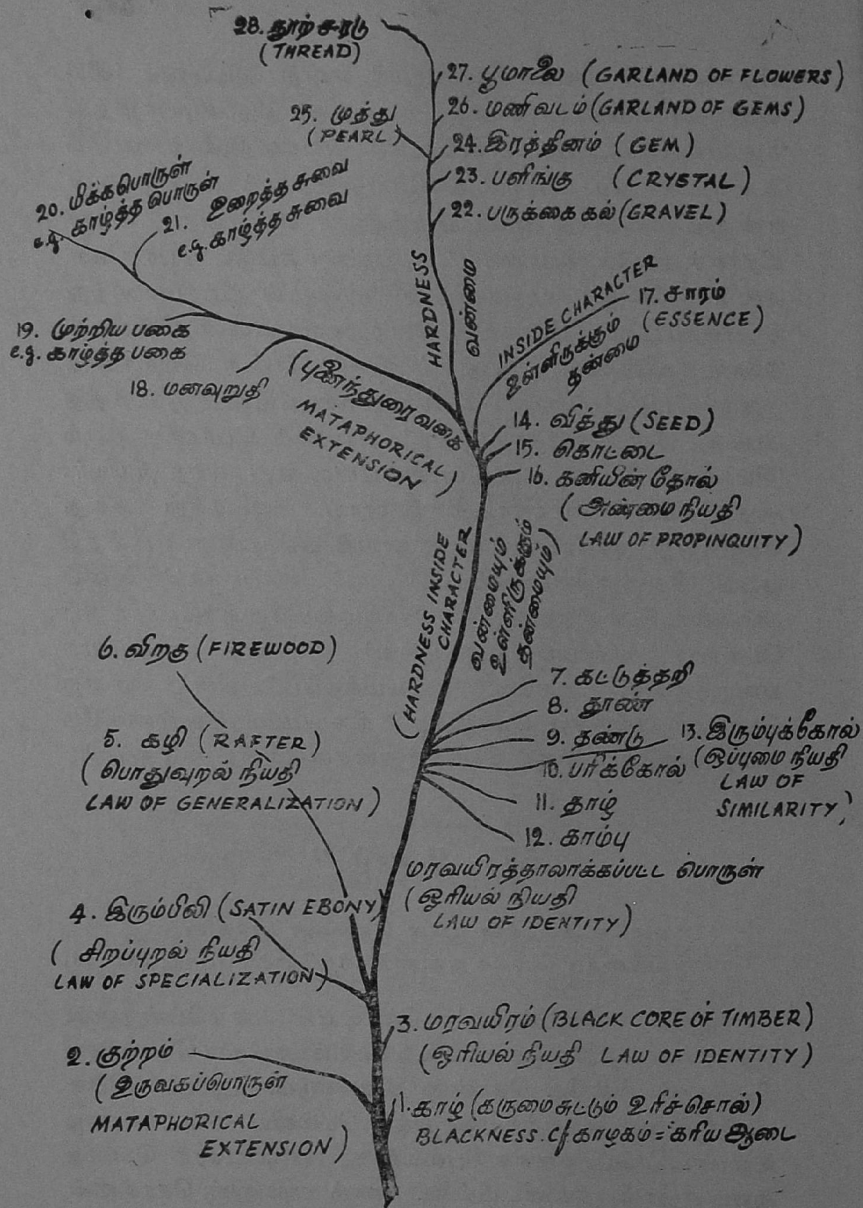 28. நூற்சரடு
(THREAD)
27. பூமாலை (GARLAND OF FLOWERS)
26. மணிவடம் (GARLAND OF GEMS)
25. முத்து
(PEARL)
24. இரத்தினம் (GEM)
23. பளிங்கு (CRYSTAL)
22. பருக்கைகல் (GRAVEL)
20. மிக்கபொருள்
e.g. காழ்த்த பொருள்
21. உறைத்த சுவை
e.g. காழ்த்த சுவை
HARDNESS
வன்மை
INSIDE CHARACTER
உள்ளிருக்கும்
தன்மை
17. சாரம்
(ESSENCE)
19. முற்றிய பகை
e.g. காழ்த்த பகை
18. மனவுறுதி
(புணைந்துரைவகை
MATAPHORICAL
EXTENSION)
14. வித்து (SEED)
15. கொட்டை
16. கனியின் தோல்
(அண்மை நியதி
LAW OF PROPINQUITY)
(HARDNESS INSIDE
CHARACTER
வன்மையும்
உள்ளிருக்கும்
தன்மையும்)
6. விறகு (FIREWOOD)
5. கழி (RAFTER)
(பொதுவுறல் நியதி
LAW OF GENERALIZATION)
7. கட்டுத்தறி
8. தூண்
9. தண்டு
10. பரிக்கோல்
11. தாழ்
12. காம்பு
13. இரும்புக்கோல்
(ஒப்புமை நியதி
LAW OF
SIMILARITY)
மரவயிரத்தாலாக்கப்பட்ட பொருள்
(ஓரியல் நியதி
LAW OF IDENTITY)
4. இரும்பிலி (SATIN EBONY)
(சிறப்புறல் நியதி
LAW OF SPECIALIZATION)
3. மரவயிரம் (BLACK CORE OF TIMBER)
(ஓரியல் நியதி LAW OF IDENTITY)
2. குற்றம்
(உருவகப்பொருள்
MATAPHORICAL
EXTENSION)
1. காழ் (கருமைசுட்டும் உரிச்சொல்)
BLACKNESS. Cf காழகம் = கரிய ஆடை